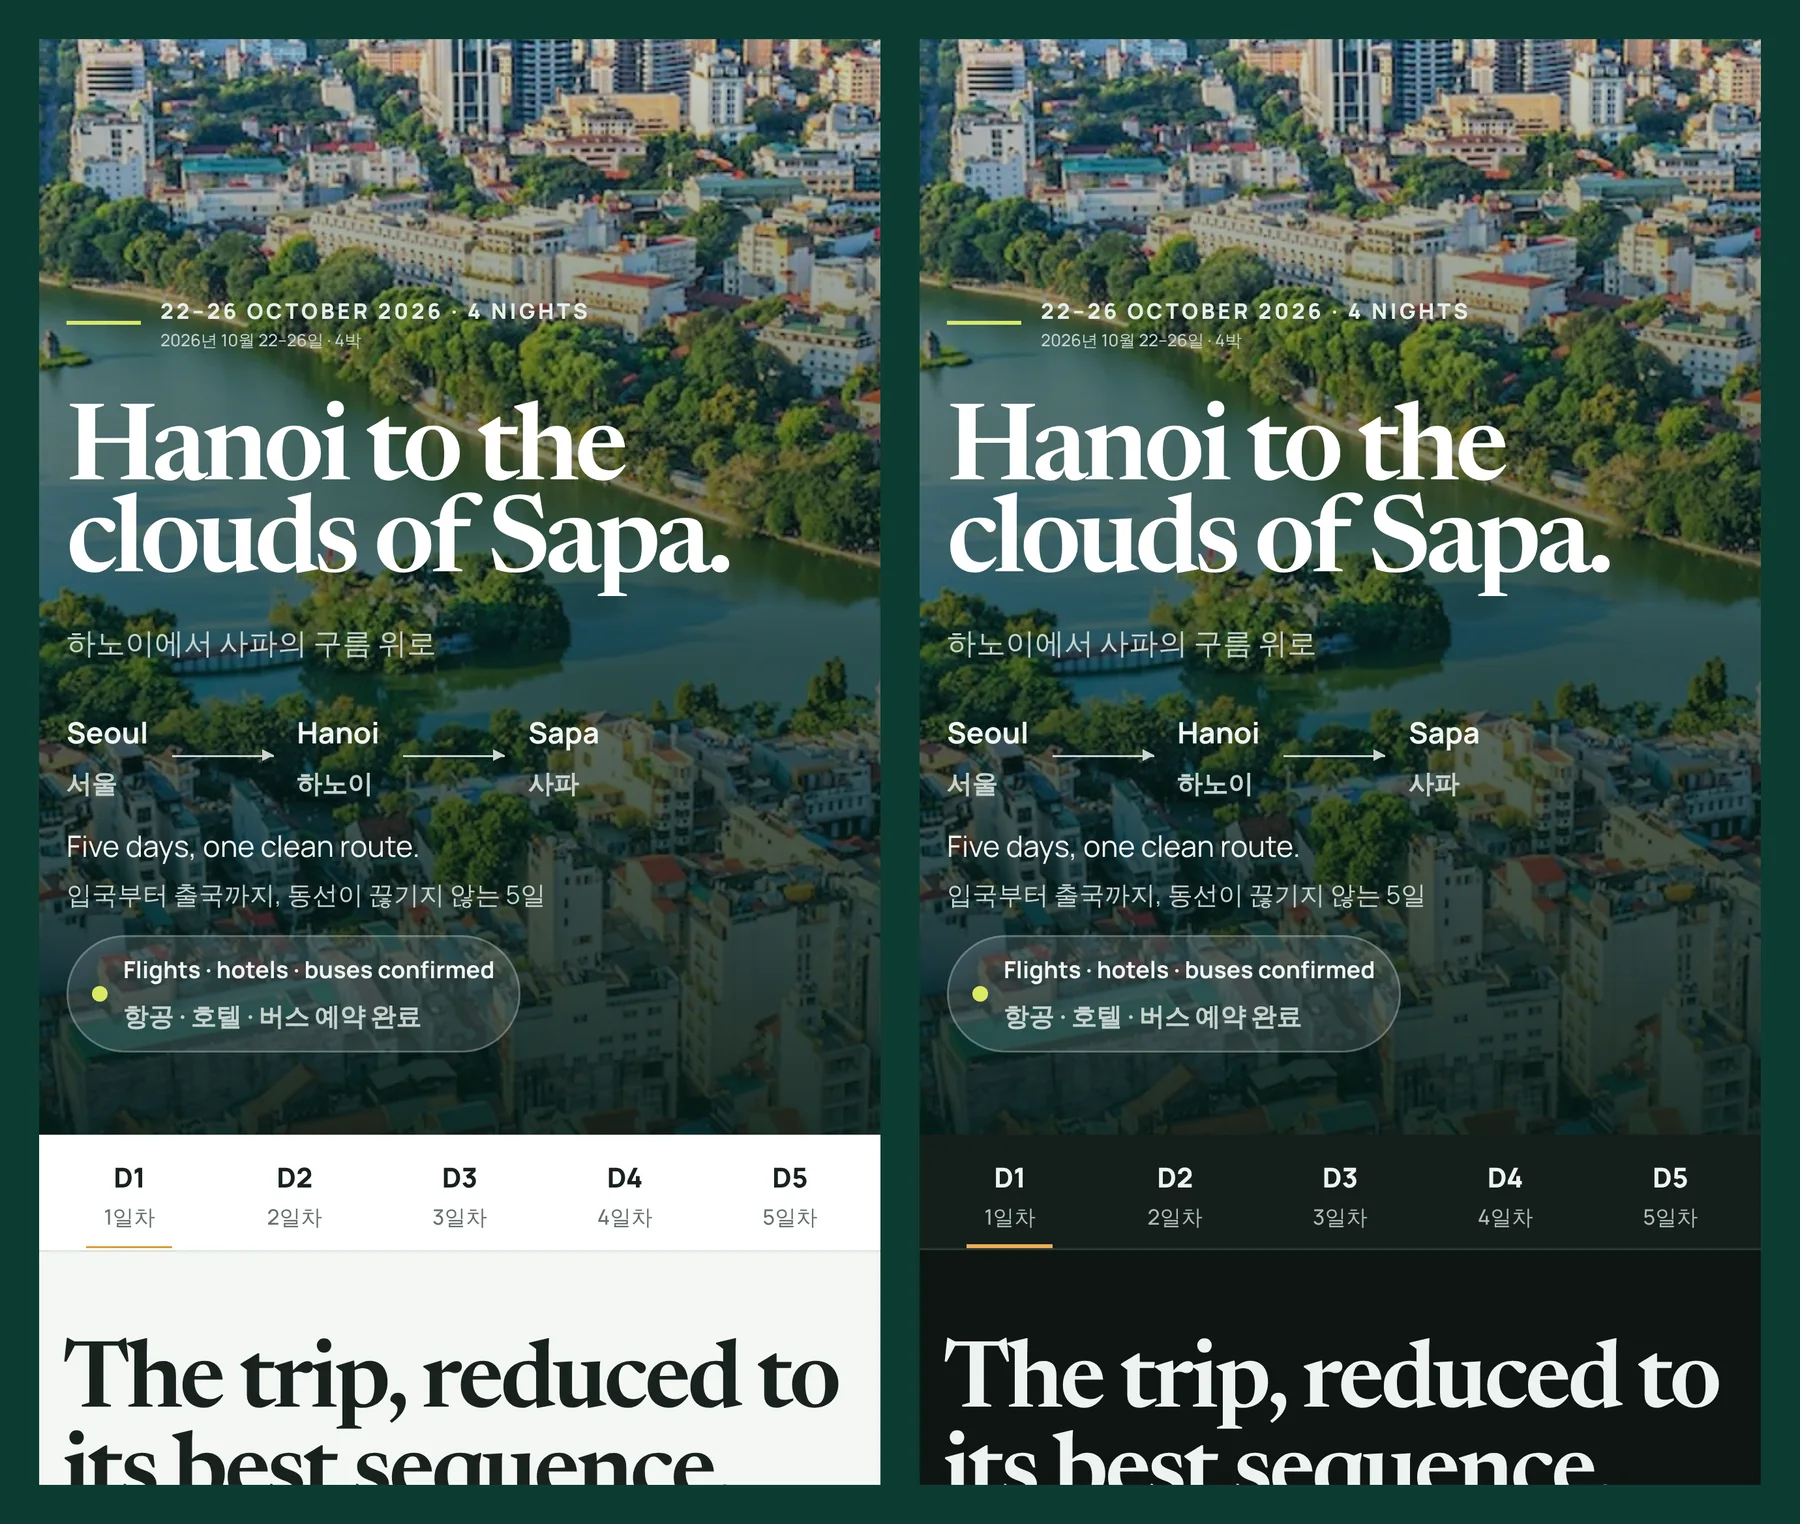 22–26 OCTOBER 2026 · 4 NIGHTS
2026년 10월 22–26일 · 4박
Hanoi to the
clouds of Sapa.
하노이에서 사파의 구름 위로
Seoul
서울
Hanoi
하노이
Sapa
사파
Five days, one clean route.
입국부터 출국까지, 동선이 끊기지 않는 5일
Flights · hotels · buses confirmed
항공 · 호텔 · 버스 예약 완료
D1
1일차
D2
2일차
D3
3일차
D4
4일차
D5
5일차
The trip, reduced to
its best sequence.
22–26 OCTOBER 2026 · 4 NIGHTS
2026년 10월 22–26일 · 4박
Hanoi to the
clouds of Sapa.
하노이에서 사파의 구름 위로
Seoul
서울
Hanoi
하노이
Sapa
사파
Five days, one clean route.
입국부터 출국까지, 동선이 끊기지 않는 5일
Flights · hotels · buses confirmed
항공 · 호텔 · 버스 예약 완료
D1
1일차
D2
2일차
D3
3일차
D4
4일차
D5
5일차
The trip, reduced to
its best sequence.